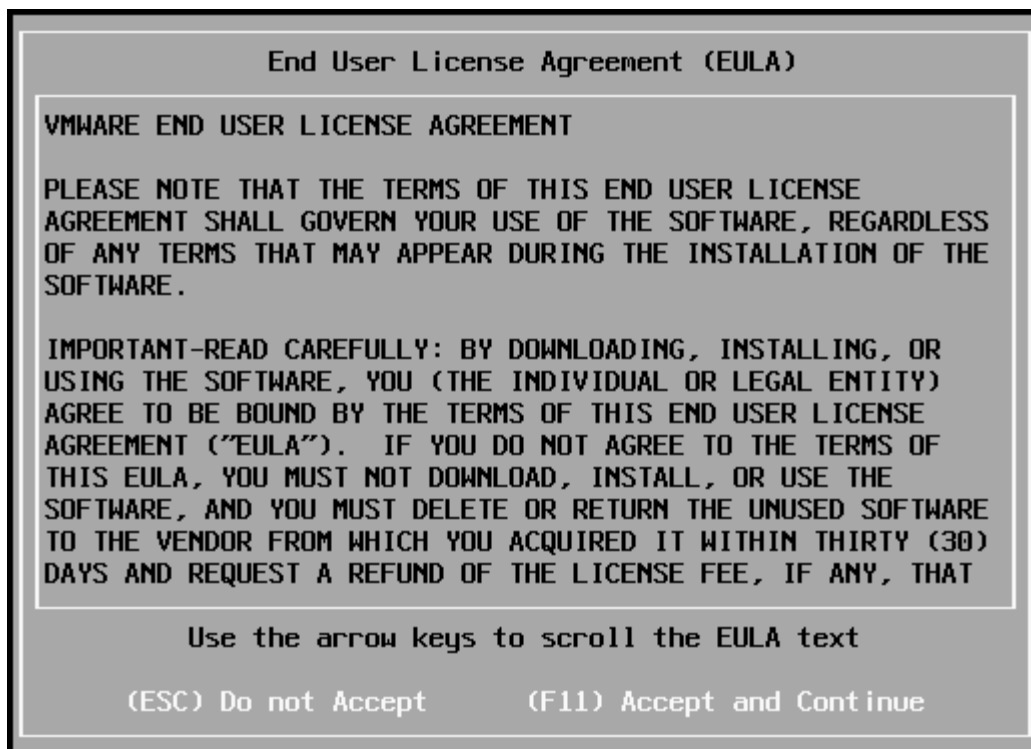 End User License Agreement (EULA)
VMWARE END USER LICENSE AGREEMENT
PLEASE NOTE THAT THE TERMS OF THIS END USER LICENSE
AGREEMENT SHALL GOVERN YOUR USE OF THE SOFTWARE, REGARDLESS
OF ANY TERMS THAT MAY APPEAR DURING THE INSTALLATION OF THE
SOFTWARE.
IMPORTANT-READ CAREFULLY: BY DOWNLOADING, INSTALLING, OR
USING THE SOFTWARE, YOU (THE INDIVIDUAL OR LEGAL ENTITY)
AGREE TO BE BOUND BY THE TERMS OF THIS END USER LICENSE
AGREEMENT ("EULA").  IF YOU DO NOT AGREE TO THE TERMS OF
THIS EULA, YOU MUST NOT DOWNLOAD, INSTALL, OR USE THE
SOFTWARE, AND YOU MUST DELETE OR RETURN THE UNUSED SOFTWARE
TO THE VENDOR FROM WHICH YOU ACQUIRED IT WITHIN THIRTY (30)
DAYS AND REQUEST A REFUND OF THE LICENSE FEE, IF ANY, THAT
Use the arrow keys to scroll the EULA text
(ESC) Do not Accept (F11) Accept and Continue